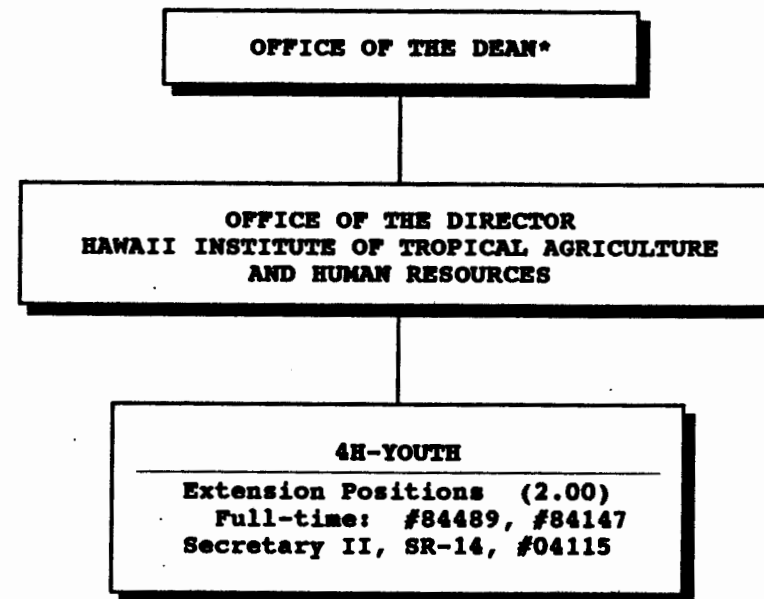 OFFICE OF THE DEAN*
OFFICE OF THE DIRECTOR
HAWAII INSTITUTE OF TROPICAL AGRICULTURE
AND HUMAN RESOURCES
4H-YOUTH
Extension Positions (2.00)
Full-time: #84489, #84147
Secretary II, SR-14, #04115